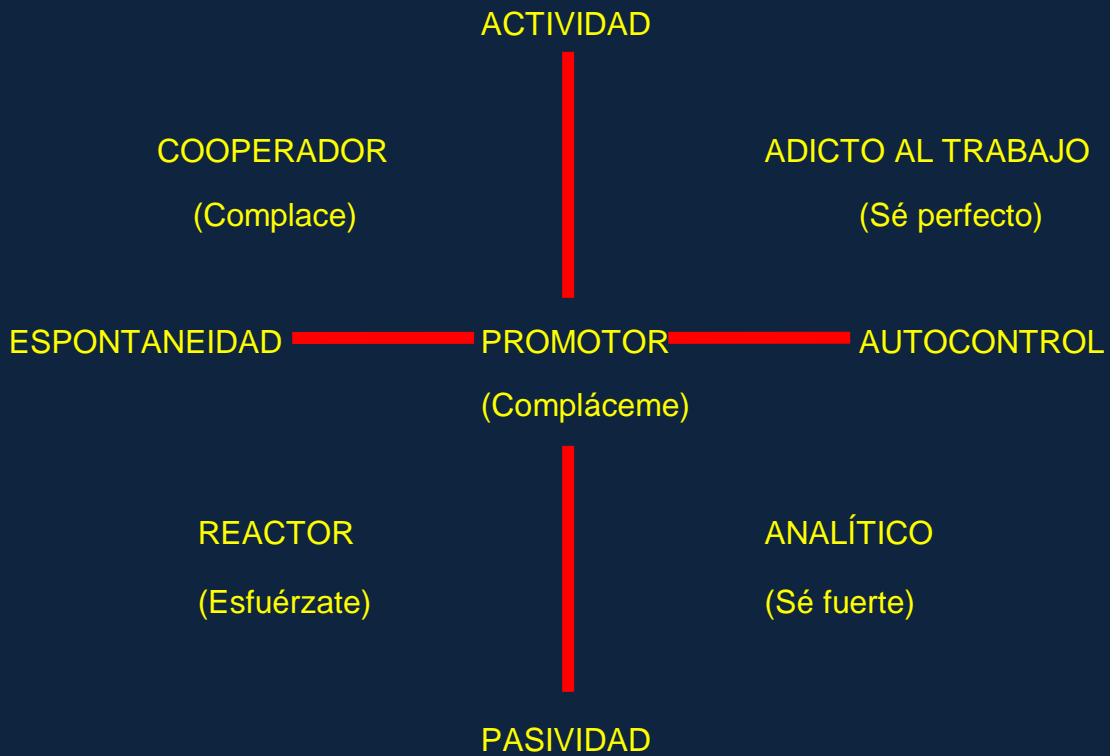 ACTIVIDAD
COOPERADOR
ADICTO AL TRABAJO
(Complace)
(Sé perfecto)
ESPONTANEIDAD
PROMOTOR
AUTOCONTROL
(Compláceme)
REACTOR
ANALÍTICO
(Esfuérzate)
(Sé fuerte)
PASIVIDAD